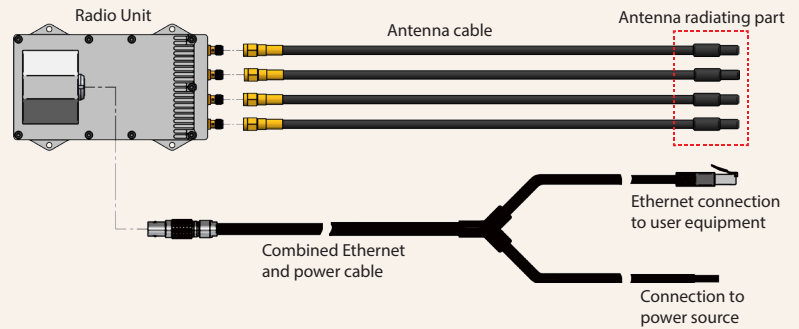 Radio Unit
Antenna cable
Antenna radiating part
Ethernet connection
to user equipment
Combined Ethernet
and power cable
Connection to
power source